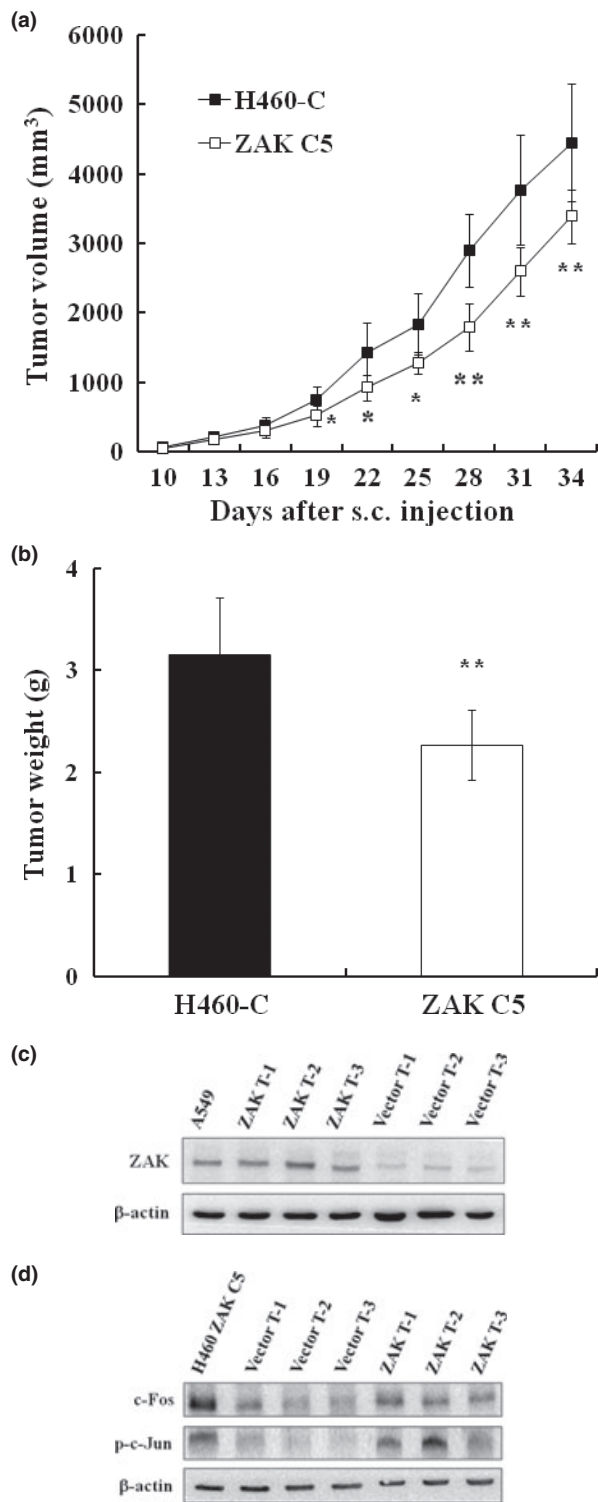 (a)
6000
5000
4000
3000
2000
1000
0
Tumor volume (mm³)
H460-C
ZAK C5
*
*
*
**
**
**
10 13 16 19 22 25 28 31 34
Days after s.c. injection
(b)
4
3
2
1
0
Tumor weight (g)
**
H460-C ZAK C5
(c)
A549 ZAK T-1 ZAK T-2 ZAK T-3 Vector T-1 Vector T-2 Vector T-3
ZAK
β-actin
(d)
H460 ZAK C5 Vector T-1 Vector T-2 Vector T-3 ZAK T-1 ZAK T-2 ZAK T-3
c-Fos
p-c-Jun
β-actin